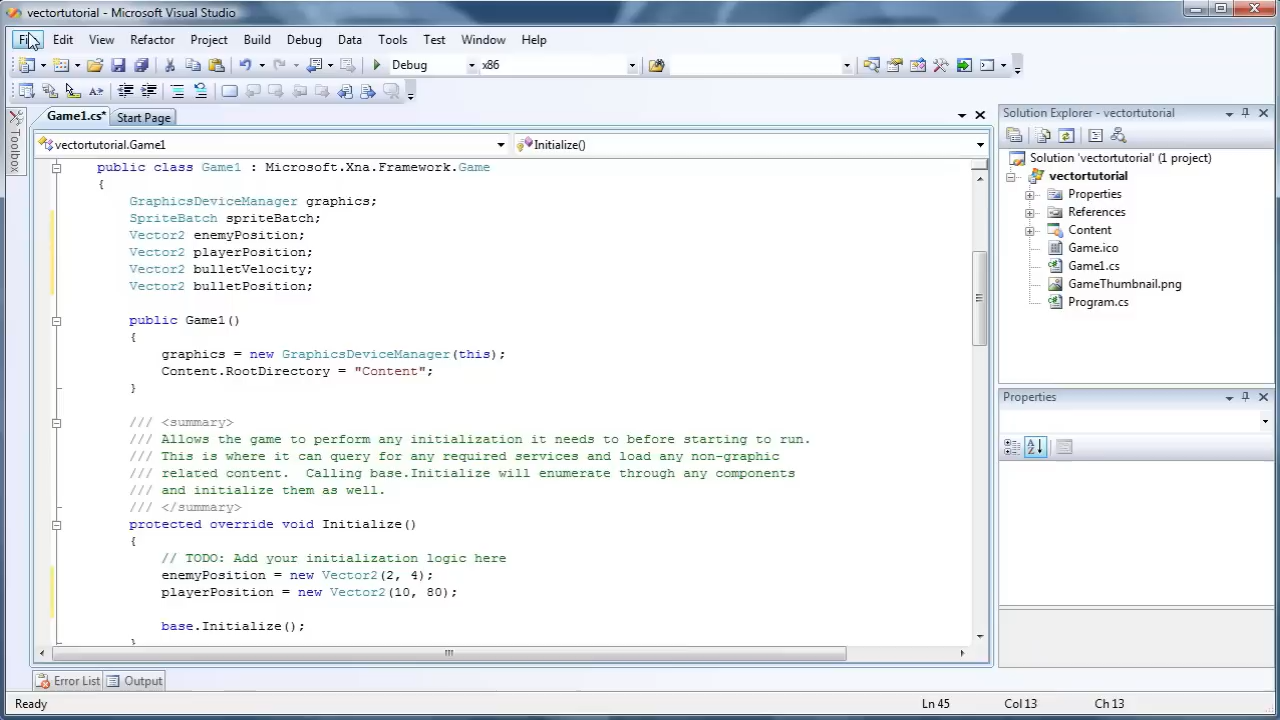 vectortutorial - Microsoft Visual Studio
Edit View Refactor Project Build Debug Data Tools Test Window Help
Debug x86
Game1.cs* Start Page
Toolbox
vectortutorial.Game1 Initialize()
public class Game1 : Microsoft.Xna.Framework.Game
{
GraphicsDeviceManager graphics;
SpriteBatch spriteBatch;
Vector2 enemyPosition;
Vector2 playerPosition;
Vector2 bulletVelocity;
Vector2 bulletPosition;
public Game1()
{
graphics = new GraphicsDeviceManager(this);
Content.RootDirectory = "Content";
}
/// <summary>
/// Allows the game to perform any initialization it needs to before starting to run.
/// This is where it can query for any required services and load any non-graphic
/// related content.  Calling base.Initialize will enumerate through any components
/// and initialize them as well.
/// </summary>
protected override void Initialize()
{
// TODO: Add your initialization logic here
enemyPosition = new Vector2(2, 4);
playerPosition = new Vector2(10, 80);
base.Initialize();
}
Solution Explorer - vectortutorial
Solution 'vectortutorial' (1 project)
vectortutorial
Properties
References
Content
Game.ico
Game1.cs
GameThumbnail.png
Program.cs
Properties
Error List Output
Ready Ln 45 Col 13 Ch 13